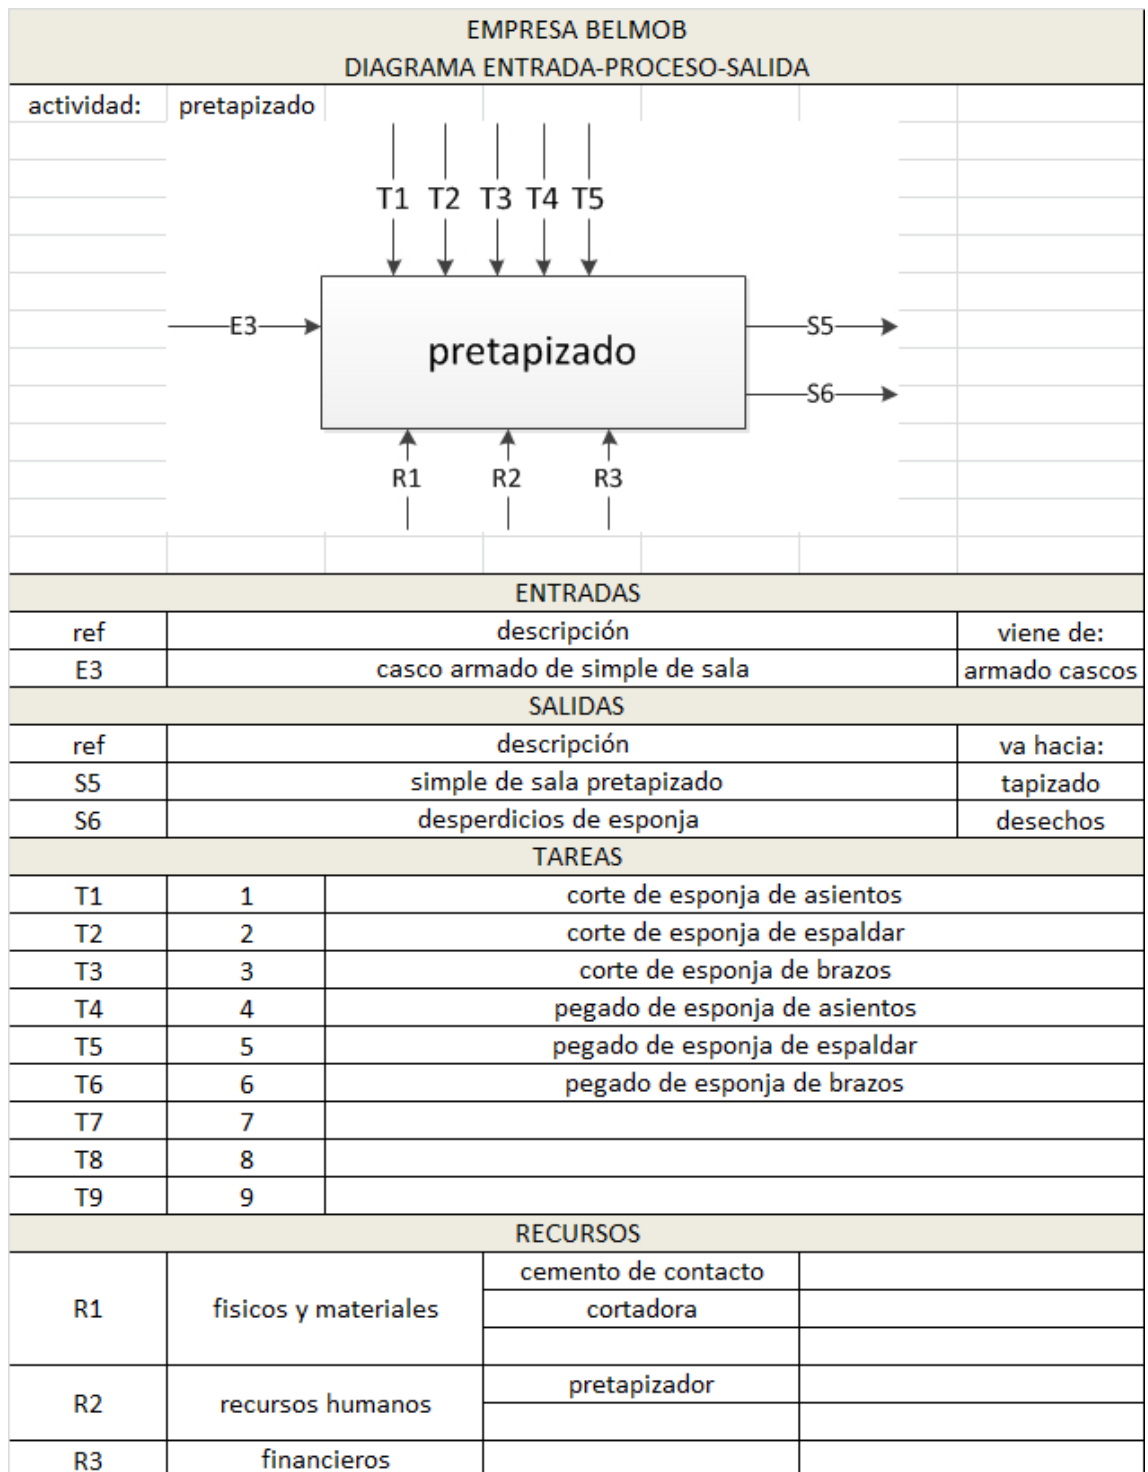 EMPRESA BELMOB
DIAGRAMA ENTRADA-PROCESO-SALIDA
actividad: pretapizado
T1 T2 T3 T4 T5
E3 S5
pretapizado
S6
R1 R2 R3
ENTRADAS
ref descripción viene de:
E3 casco armado de simple de sala armado cascos
SALIDAS
ref descripción va hacia:
S5 simple de sala pretapizado tapizado
S6 desperdicios de esponja desechos
TAREAS
T1 1 corte de esponja de asientos
T2 2 corte de esponja de espaldar
T3 3 corte de esponja de brazos
T4 4 pegado de esponja de asientos
T5 5 pegado de esponja de espaldar
T6 6 pegado de esponja de brazos
T7 7
T8 8
T9 9
RECURSOS
cemento de contacto
R1 fisicos y materiales cortadora
pretapizador
R2 recursos humanos
R3 financieros